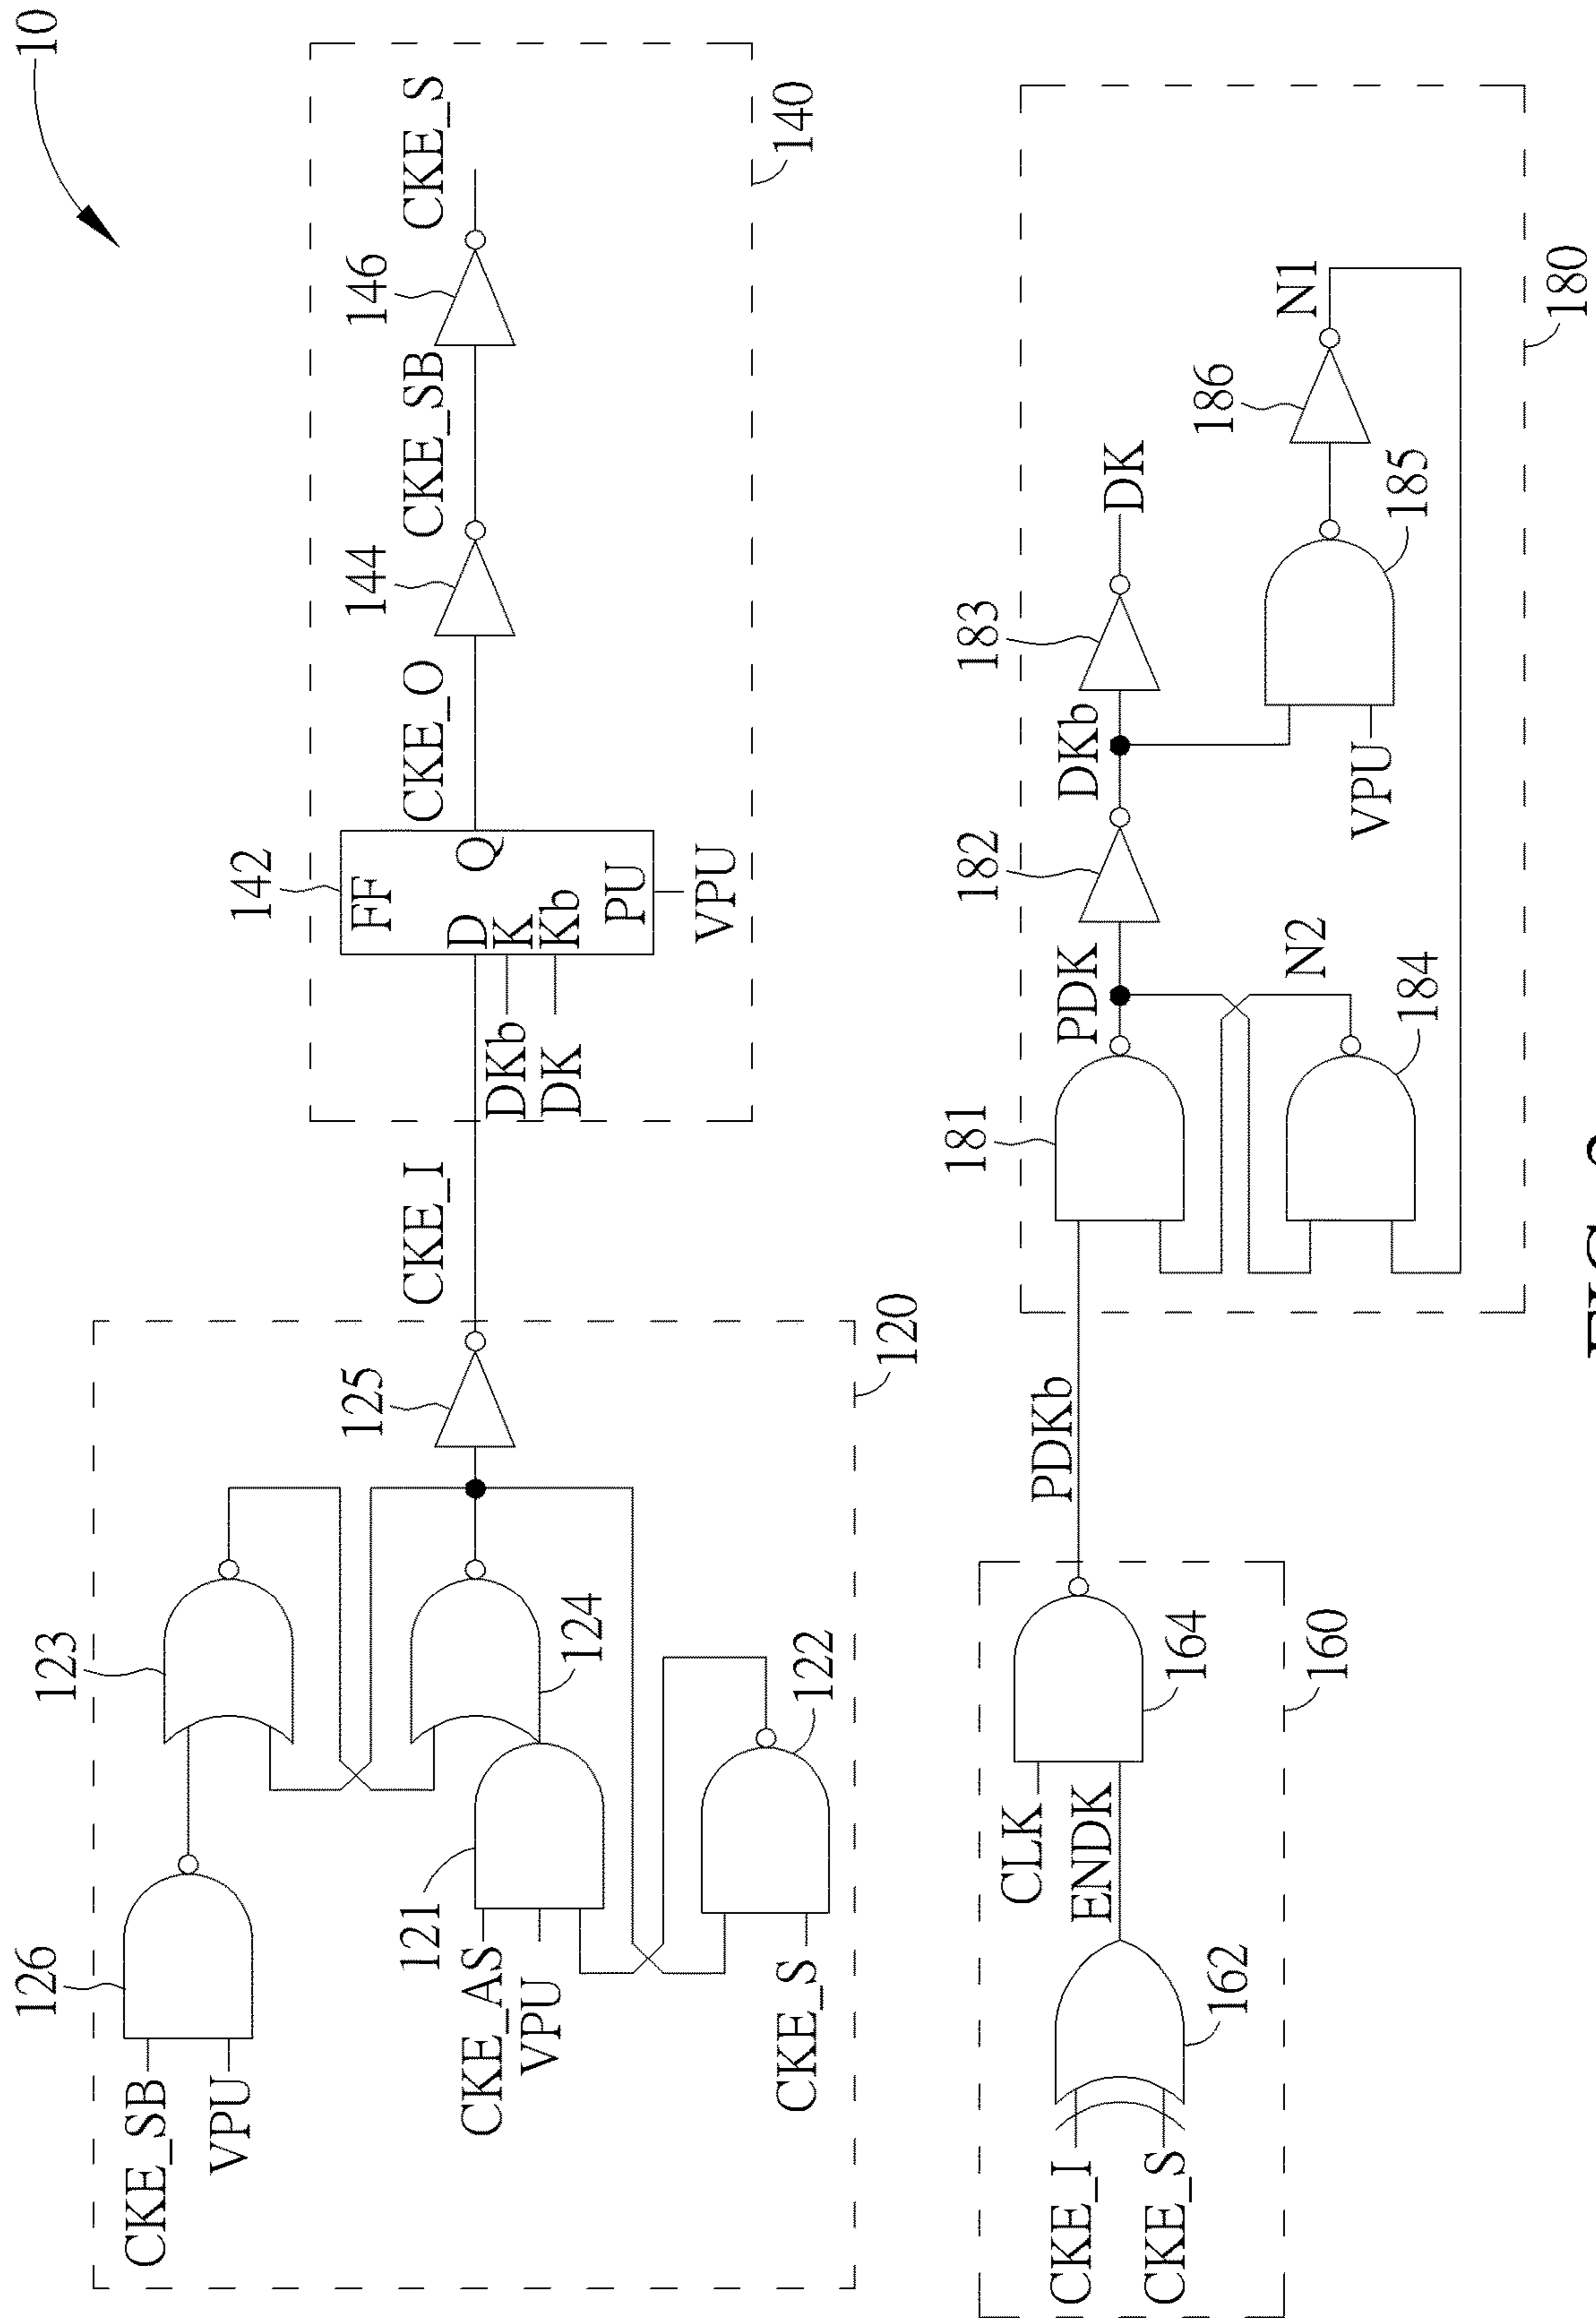 10
126
CKE_SB
VPU
123
121
CKE_AS
VPU
124
125
122
CKE_S
120
CKE_I
142
FF
D
Q
K
Kb
PU
DKb
DK
VPU
CKE_O
144
CKE_SB
146
CKE_S
140
CKE_I
CKE_S
162
ENDK
CLK
164
160
PDKb
181
PDK
182
DKb
183
DK
N2
184
VPU
185
186
N1
180